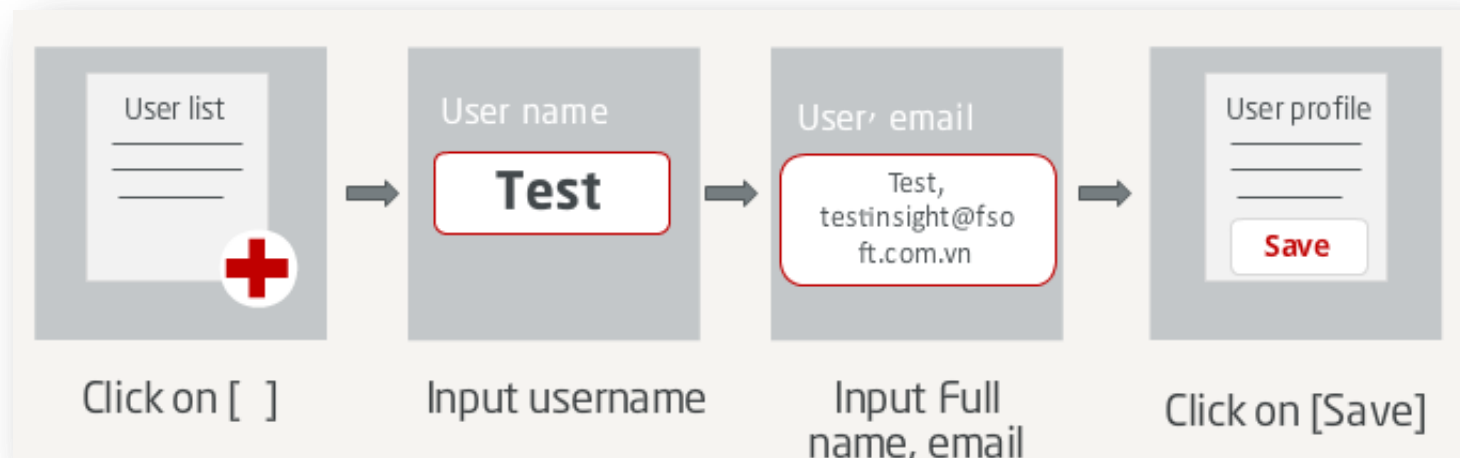 User list
Click on [ ]
User name
Test
Input username
User, email
Test,
testinsight@fso
ft.com.vn
Input Full
name, email
User profile
Save
Click on [Save]